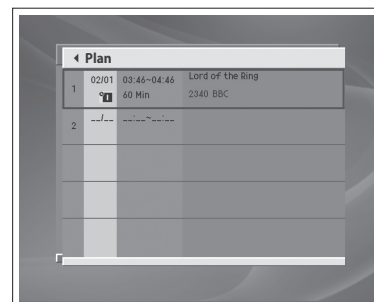 Plan
1 02/01 03:46~04:46 Lord of the Ring
60 Min 2340 BBC
2 --/-- --:--~--:--